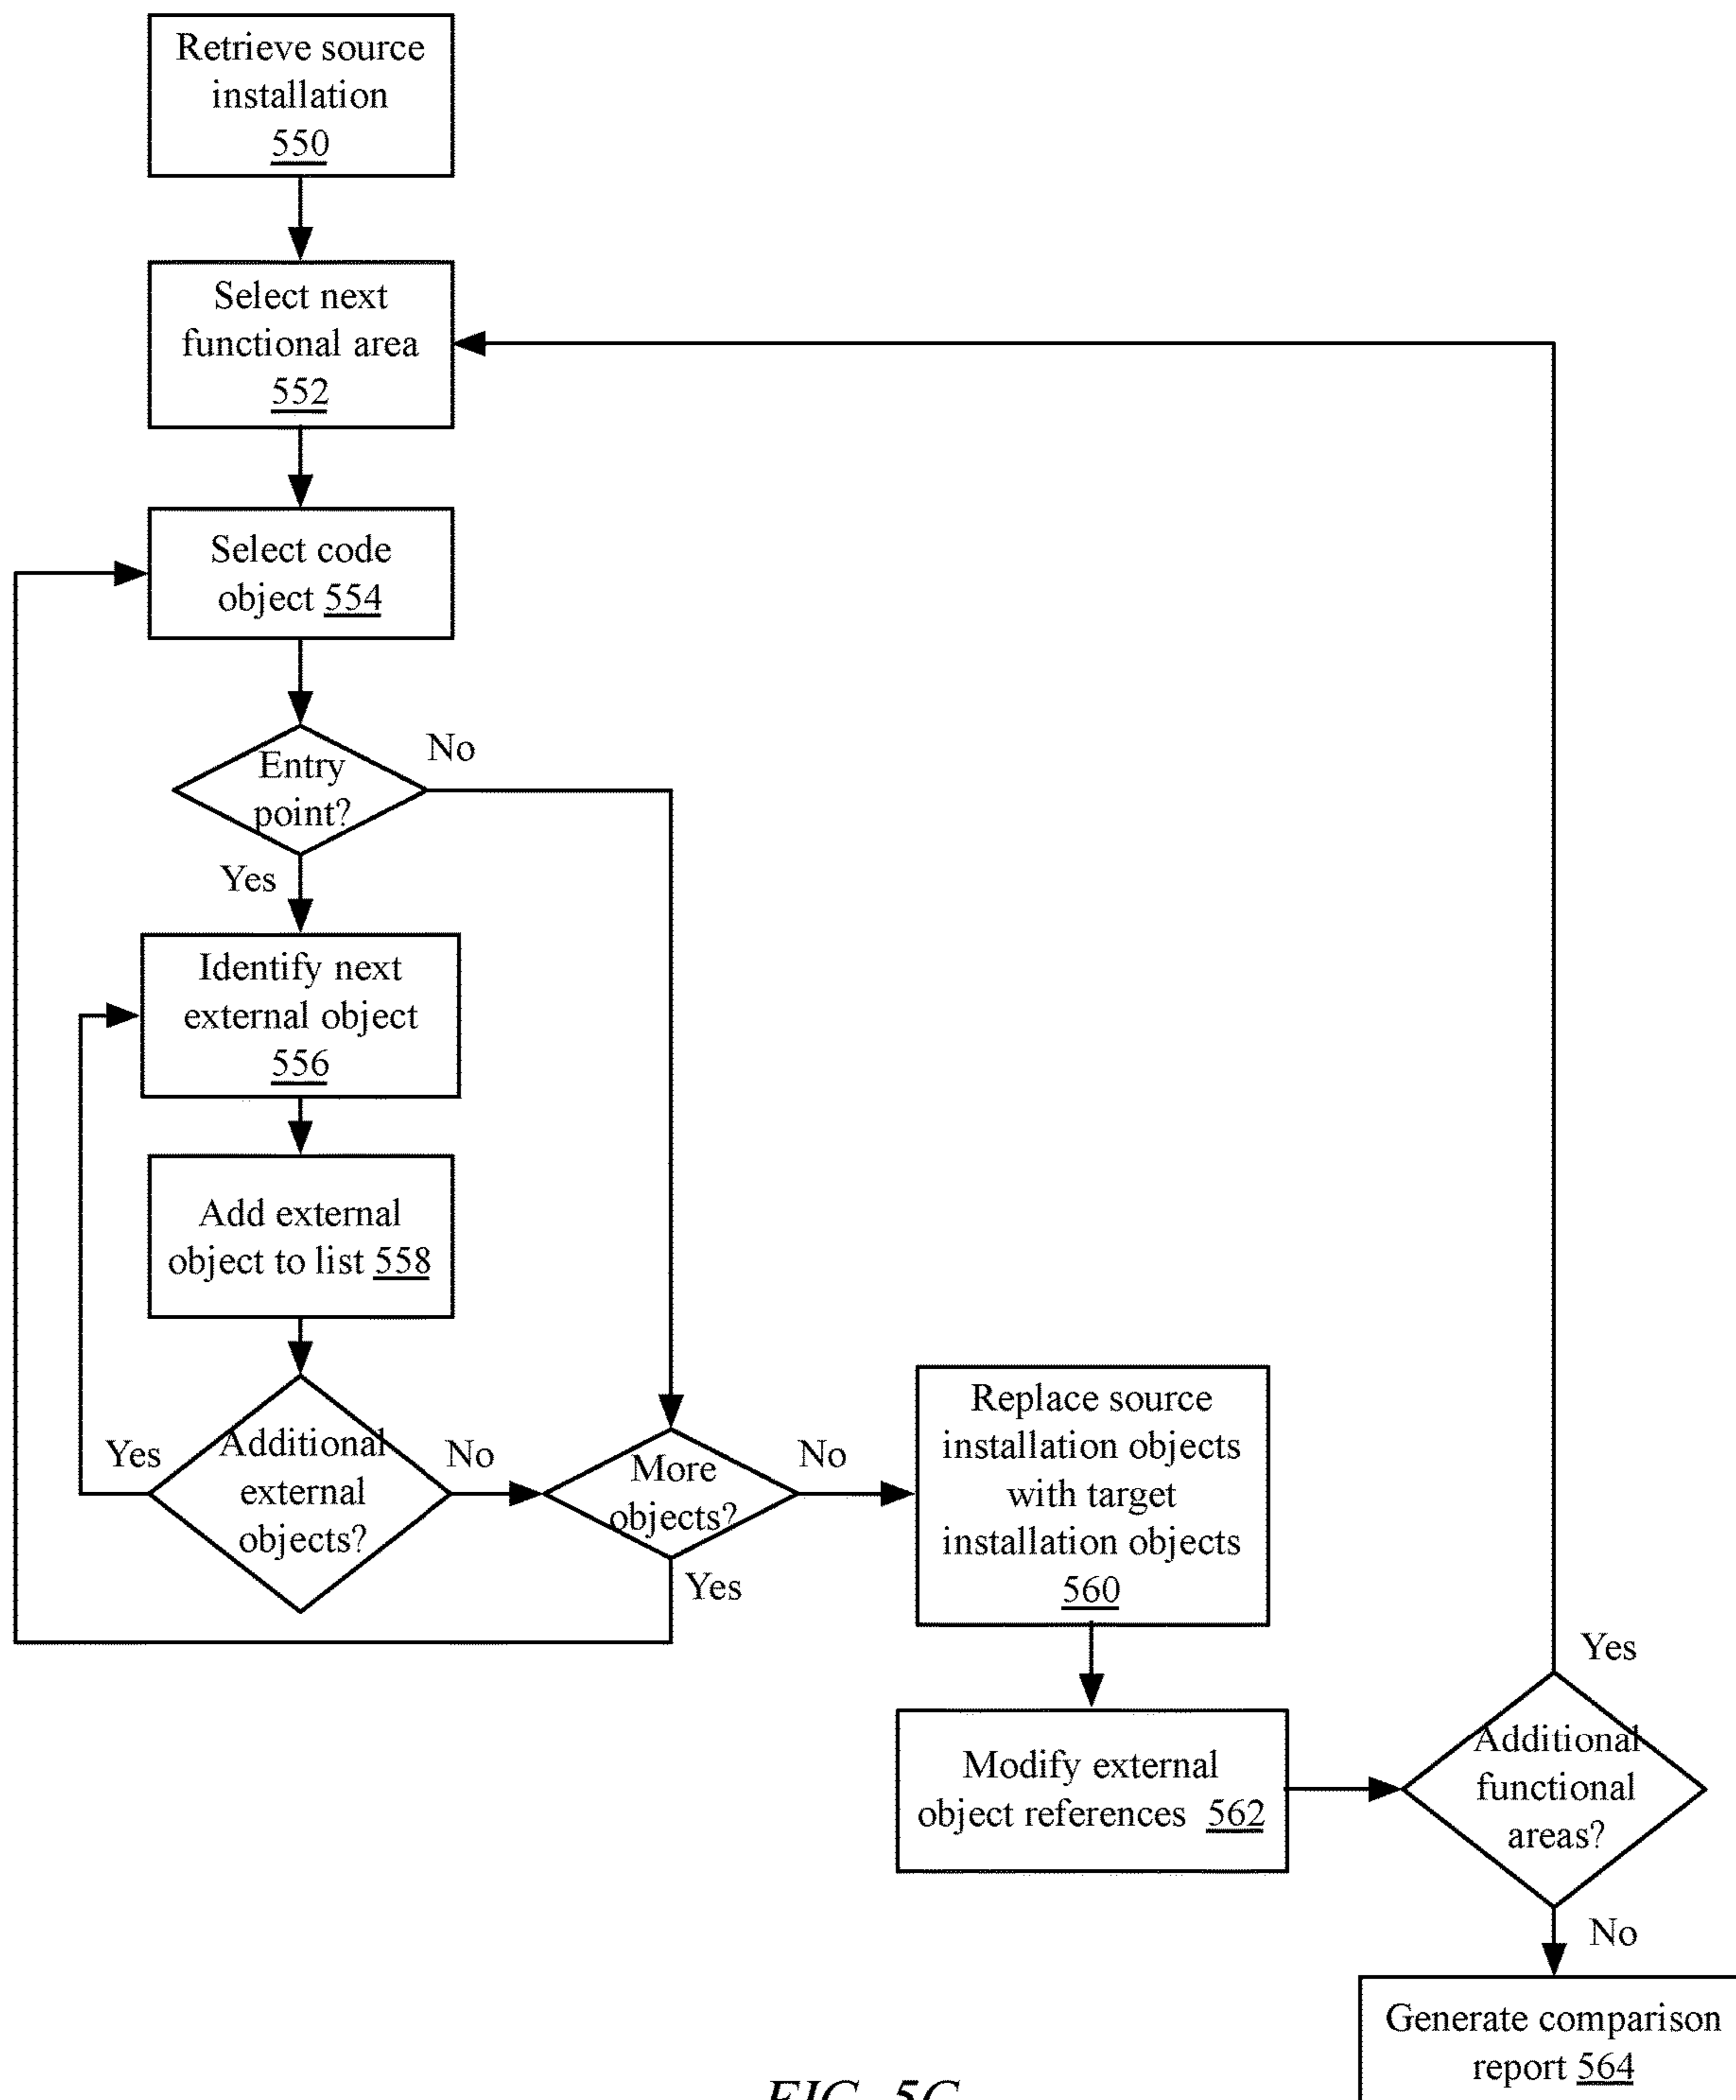 Retrieve source
installation
550
Select next
functional area
552
Select code
object 554
Entry
point?
No
Yes
Identify next
external object
556
Add external
object to list 558
Additional
external
objects?
Yes
No
More
objects?
No
Yes
Replace source
installation objects
with target
installation objects
560
Modify external
object references 562
Additional
functional
areas?
Yes
No
Generate comparison
report 564
FIG. 5C